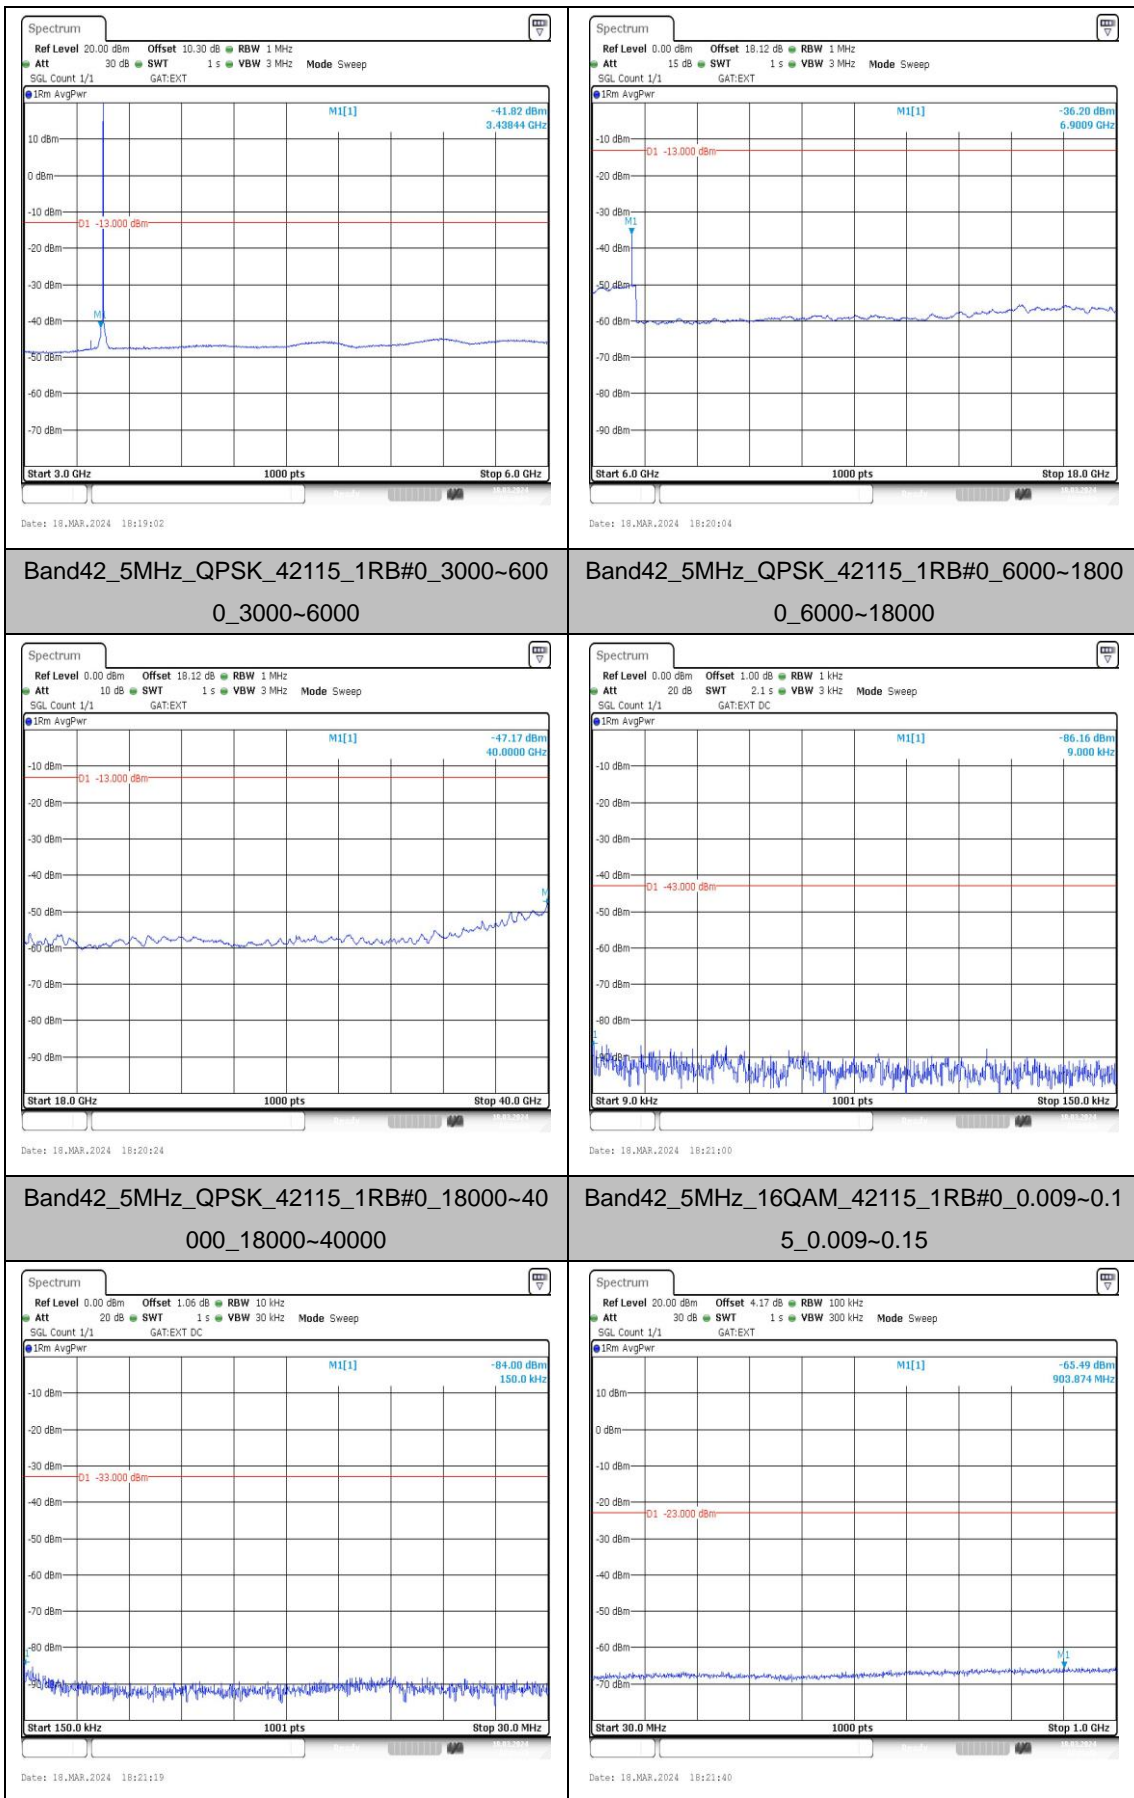 Spectrum
Ref Level 20.00 dBm Offset 10.30 dB RBW 1 MHz
Att 30 dB SWT 1 s VBW 3 MHz Mode Sweep
SGL Count 1/1 GAT:EXT
1Rm AvgPwr
M1[1] -41.82 dBm
3.43844 GHz
10 dBm
0 dBm
-10 dBm
D1 -13.000 dBm
-20 dBm
-30 dBm
-40 dBm
-50 dBm
-60 dBm
-70 dBm
Start 3.0 GHz 1000 pts Stop 6.0 GHz
Date: 18.MAR.2024 18:19:02
Spectrum
Ref Level 0.00 dBm Offset 18.12 dB RBW 1 MHz
Att 15 dB SWT 1 s VBW 3 MHz Mode Sweep
SGL Count 1/1 GAT:EXT
1Rm AvgPwr
M1[1] -36.20 dBm
6.9009 GHz
-10 dBm
D1 -13.000 dBm
-20 dBm
-30 dBm
M1
-40 dBm
-50 dBm
-60 dBm
-70 dBm
-80 dBm
-90 dBm
Start 6.0 GHz 1000 pts Stop 18.0 GHz
Date: 18.MAR.2024 18:20:04
Band42_5MHz_QPSK_42115_1RB#0_3000~600
0_3000~6000
Band42_5MHz_QPSK_42115_1RB#0_6000~1800
0_6000~18000
Spectrum
Ref Level 0.00 dBm Offset 18.12 dB RBW 1 MHz
Att 10 dB SWT 1 s VBW 3 MHz Mode Sweep
SGL Count 1/1 GAT:EXT
1Rm AvgPwr
M1[1] -47.17 dBm
40.0000 GHz
-10 dBm
D1 -13.000 dBm
-20 dBm
-30 dBm
-40 dBm
-50 dBm
-60 dBm
-70 dBm
-80 dBm
-90 dBm
Start 18.0 GHz 1000 pts Stop 40.0 GHz
Date: 18.MAR.2024 18:20:24
Spectrum
Ref Level 0.00 dBm Offset 1.00 dB RBW 1 kHz
Att 20 dB SWT 2.1 s VBW 3 kHz Mode Sweep
SGL Count 1/1 GAT:EXT DC
1Rm AvgPwr
M1[1] -86.16 dBm
9.000 kHz
-10 dBm
-20 dBm
-30 dBm
-40 dBm
D1 -43.000 dBm
-50 dBm
-60 dBm
-70 dBm
-80 dBm
-90 dBm
Start 9.0 kHz 1001 pts Stop 150.0 kHz
Date: 18.MAR.2024 18:21:00
Band42_5MHz_QPSK_42115_1RB#0_18000~40
000_18000~40000
Band42_5MHz_16QAM_42115_1RB#0_0.009~0.1
5_0.009~0.15
Spectrum
Ref Level 0.00 dBm Offset 1.06 dB RBW 10 kHz
Att 20 dB SWT 1 s VBW 30 kHz Mode Sweep
SGL Count 1/1 GAT:EXT DC
1Rm AvgPwr
M1[1] -84.00 dBm
150.0 kHz
-10 dBm
-20 dBm
-30 dBm
D1 -33.000 dBm
-40 dBm
-50 dBm
-60 dBm
-70 dBm
-80 dBm
-90 dBm
Start 150.0 kHz 1001 pts Stop 30.0 MHz
Date: 18.MAR.2024 18:21:19
Spectrum
Ref Level 20.00 dBm Offset 4.17 dB RBW 100 kHz
Att 30 dB SWT 1 s VBW 300 kHz Mode Sweep
SGL Count 1/1 GAT:EXT
1Rm AvgPwr
M1[1] -65.49 dBm
903.874 MHz
10 dBm
0 dBm
-10 dBm
-20 dBm
D1 -23.000 dBm
-30 dBm
-40 dBm
-50 dBm
-60 dBm
M1
-70 dBm
Start 30.0 MHz 1000 pts Stop 1.0 GHz
Date: 18.MAR.2024 18:21:40